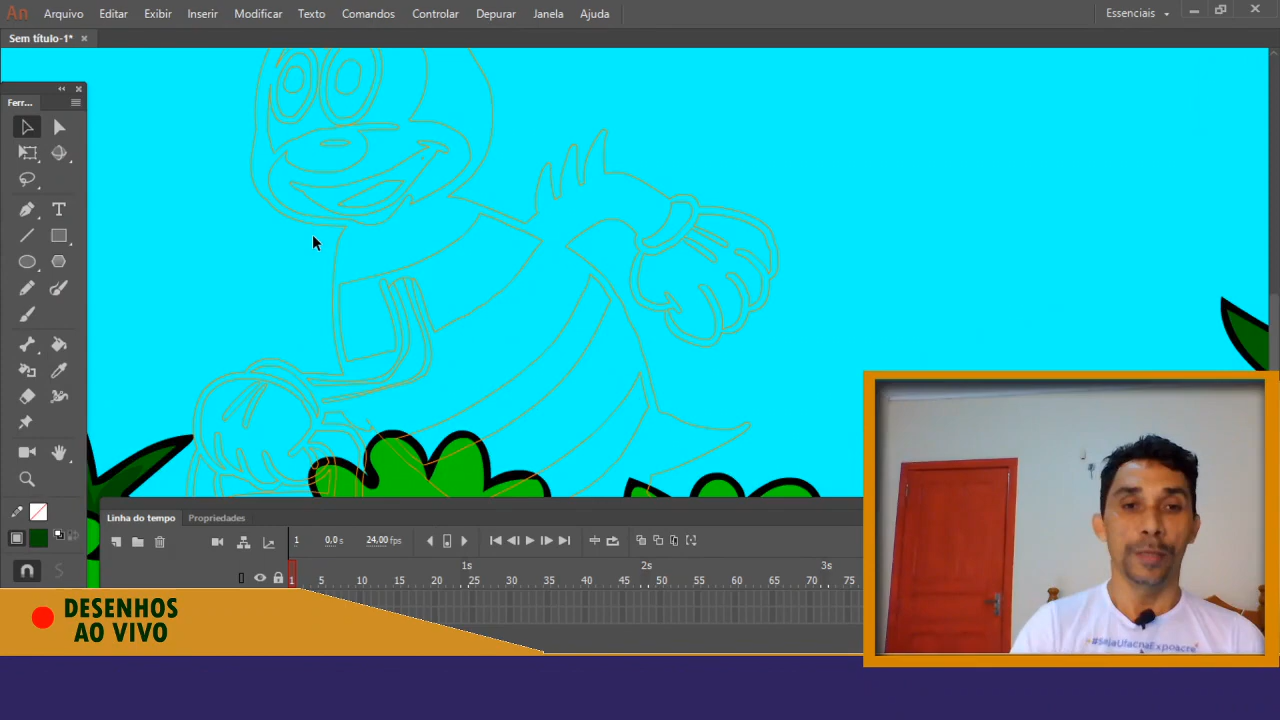 An Arquivo Editar Exibir Inserir Modificar Texto Comandos Controlar Depurar Janela Ajuda Essenciais
Sem título-1* ×
Ferr...
T
Linha do tempo Propriedades
1 0,0 s 24,00 fps
1s 2s 3s
1 5 10 15 20 25 30 35 40 45 50 55 60 65 70 75
DESENHOS
AO VIVO
#sejaUfacnaExpoacre